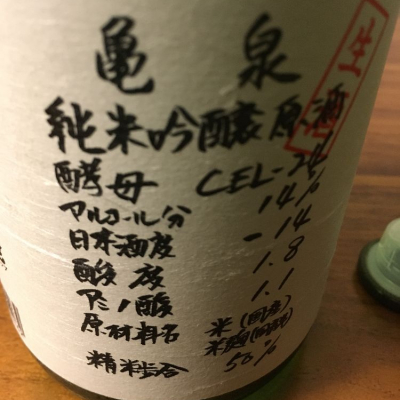 亀泉
純米吟醸原酒
生酒
酵母 CEL-24
アルコール分 14%
日本酒度 -14
酸度 1.8
アミノ酸 1.1
原材料名 米(国産)
米麹(国産米)
精米歩合 50%